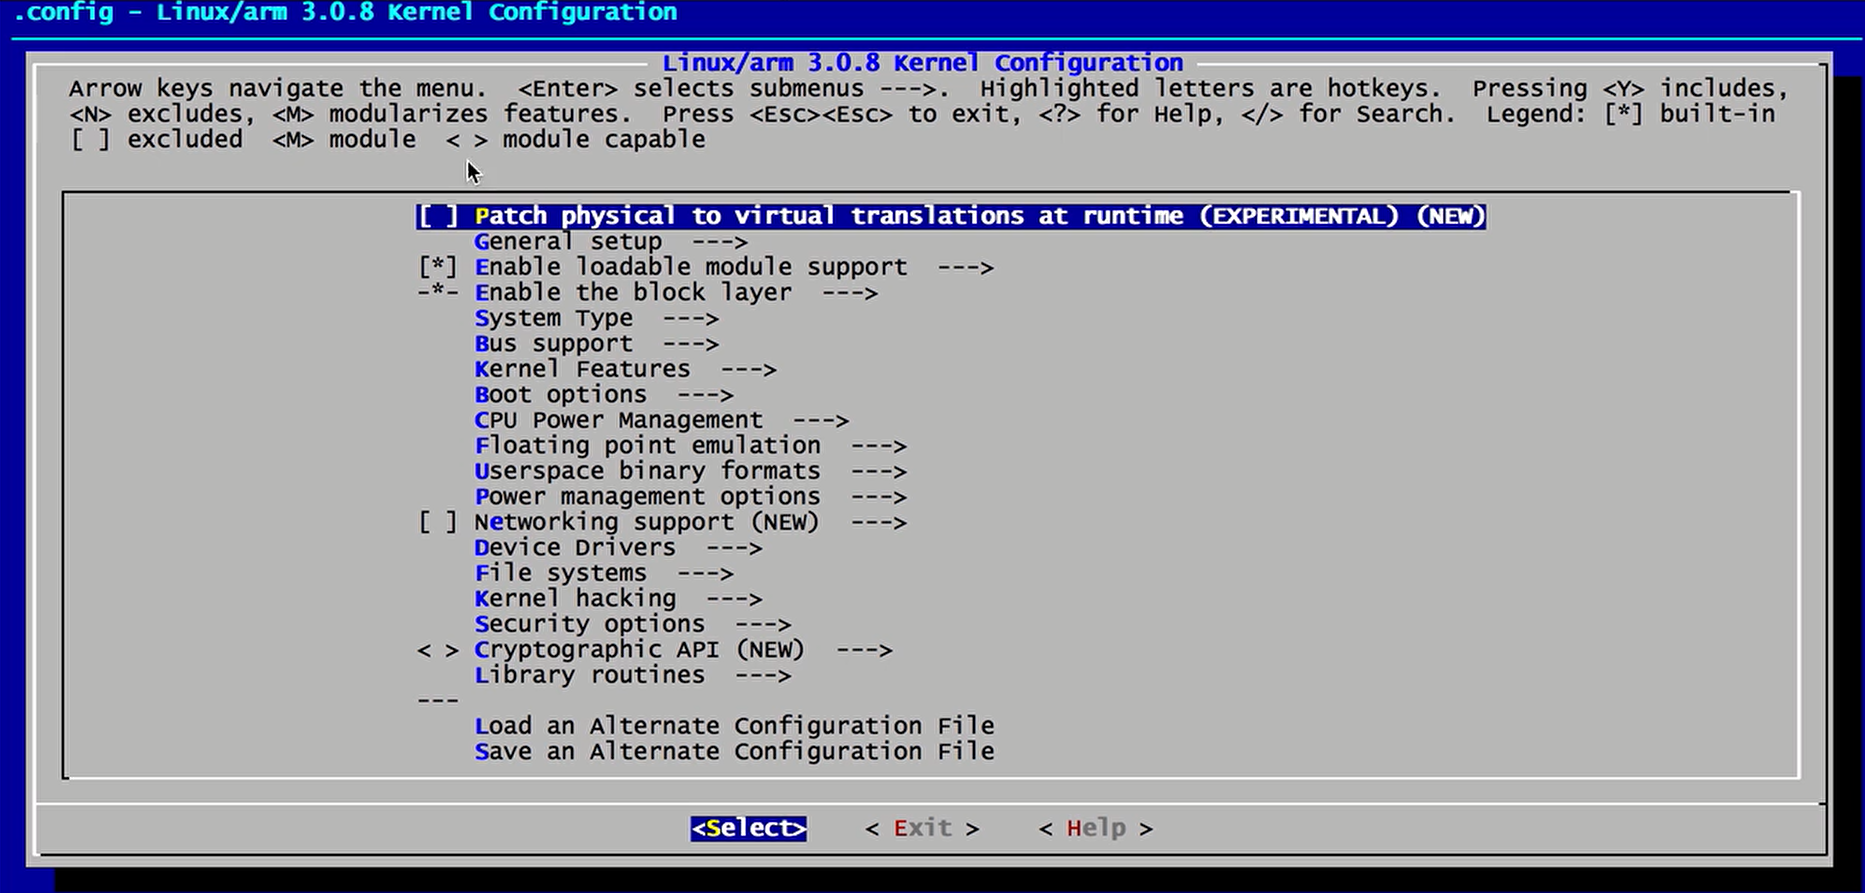 .config - Linux/arm 3.0.8 Kernel Configuration
Linux/arm 3.0.8 Kernel Configuration
Arrow keys navigate the menu.  <Enter> selects submenus --->.  Highlighted letters are hotkeys.  Pressing <Y> includes,
<N> excludes, <M> modularizes features.  Press <Esc><Esc> to exit, <?> for Help, </> for Search.  Legend: [*] built-in
[ ] excluded  <M> module  < > module capable
[ ] Patch physical to virtual translations at runtime (EXPERIMENTAL) (NEW)
General setup  --->
[*] Enable loadable module support  --->
-*- Enable the block layer  --->
System Type  --->
Bus support  --->
Kernel Features  --->
Boot options  --->
CPU Power Management  --->
Floating point emulation  --->
Userspace binary formats  --->
Power management options  --->
[ ] Networking support (NEW)  --->
Device Drivers  --->
File systems  --->
Kernel hacking  --->
Security options  --->
< > Cryptographic API (NEW)  --->
Library routines  --->
---
Load an Alternate Configuration File
Save an Alternate Configuration File
<Select>    < Exit >    < Help >